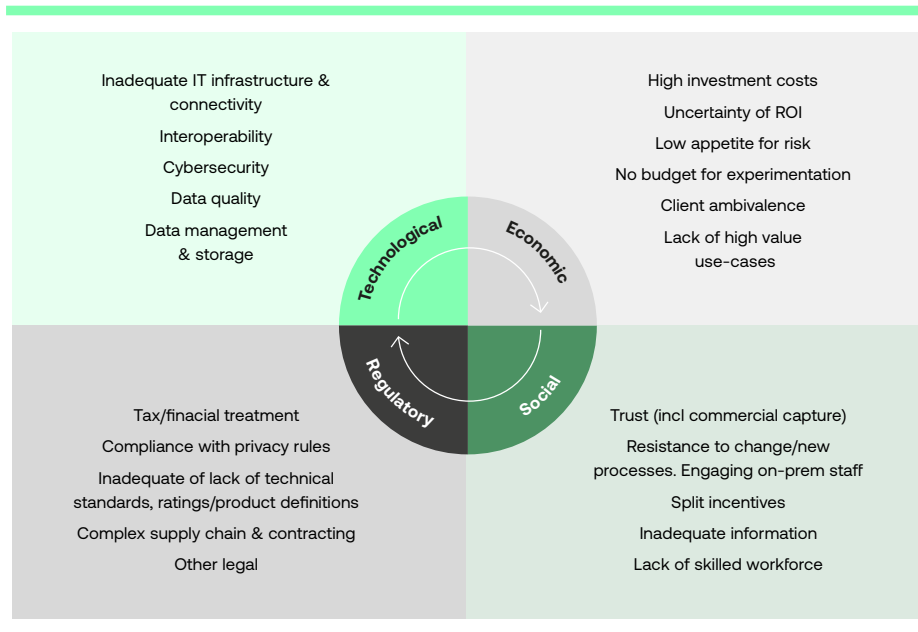 Inadequate IT infrastructure &
connectivity
Interoperability
Cybersecurity
Data quality
Data management
& storage
High investment costs
Uncertainty of ROI
Low appetite for risk
No budget for experimentation
Client ambivalence
Lack of high value
use-cases
Technological
Economic
Regulatory
Social
Tax/finacial treatment
Compliance with privacy rules
Inadequate of lack of technical
standards, ratings/product definitions
Complex supply chain & contracting
Other legal
Trust (incl commercial capture)
Resistance to change/new
processes. Engaging on-prem staff
Split incentives
Inadequate information
Lack of skilled workforce